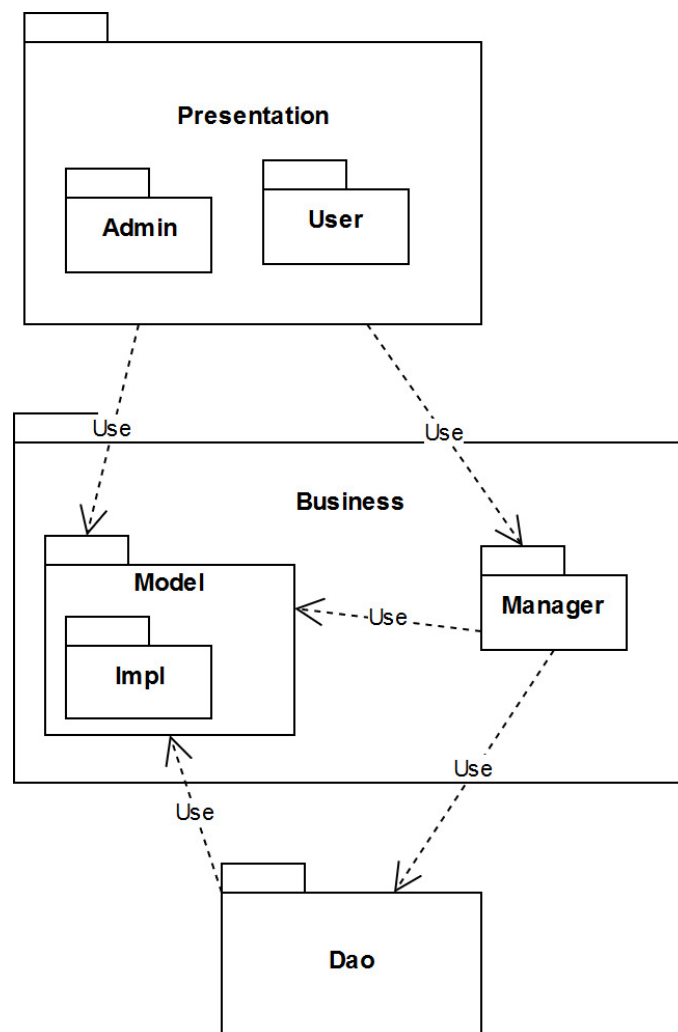 Presentation
Admin
User
Use
Use
Business
Model
Manager
Use
Impl
Use
Use
Dao